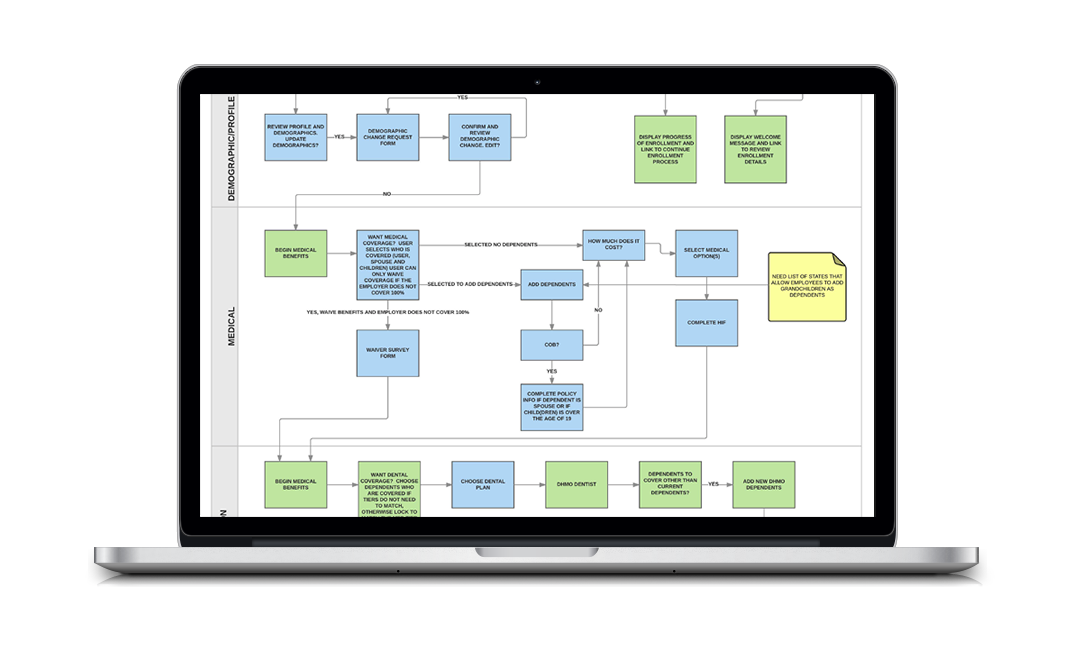 DEMOGRAPHIC/PROFILE
YES
REVIEW PROFILE AND
DEMOGRAPHICS.
UPDATE
DEMOGRAPHICS?
YES
DEMOGRAPHIC
CHANGE REQUEST
FORM
CONFIRM AND
REVIEW
DEMOGRAPHIC
CHANGE. EDIT?
DISPLAY PROGRESS
OF ENROLLMENT AND
LINK TO CONTINUE
ENROLLMENT
PROCESS
DISPLAY WELCOME
MESSAGE AND LINK
TO REVIEW
ENROLLMENT
DETAILS
NO
MEDICAL
BEGIN MEDICAL
BENEFITS
WANT MEDICAL
COVERAGE? USER
SELECTS WHO IS
COVERED (USER,
SPOUSE AND
CHILDREN) USER CAN
ONLY WAIVE
COVERAGE IF THE
EMPLOYER DOES NOT
COVER 100%
SELECTED NO DEPENDENTS
HOW MUCH DOES IT
COST?
SELECT MEDICAL
OPTION(S)
SELECTED TO ADD DEPENDENTS
ADD DEPENDENTS
NEED LIST OF STATES THAT
ALLOW EMPLOYEES TO ADD
GRANDCHILDREN AS
DEPENDENTS
YES, WAIVE BENEFITS AND EMPLOYER DOES NOT COVER 100%
NO
COMPLETE HIF
WAIVER SURVEY
FORM
COB?
YES
COMPLETE POLICY
INFO IF DEPENDENT IS
SPOUSE OR IF
CHILD(DREN) IS OVER
THE AGE OF 19
BEGIN MEDICAL
BENEFITS
WANT DENTAL
COVERAGE? CHOOSE
DEPENDENTS WHO
ARE COVERED IF
TIERS DO NOT NEED
TO MATCH,
OTHERWISE LOCK TO
CHOOSE DENTAL
PLAN
DHMO DENTIST
DEPENDENTS TO
COVER OTHER THAN
CURRENT
DEPENDENTS?
YES
ADD NEW DHMO
DEPENDENTS